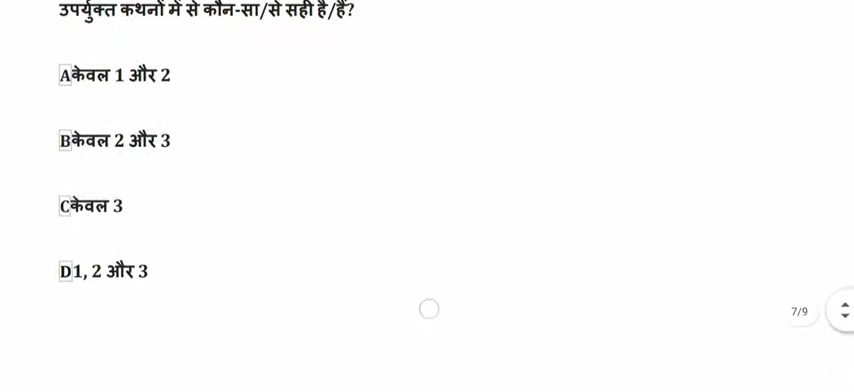 उपर्युक्त कथनों में से कौन-सा/से सही है/हैं?
Aकेवल 1 और 2
Bकेवल 2 और 3
Cकेवल 3
D1, 2 और 3
7/9